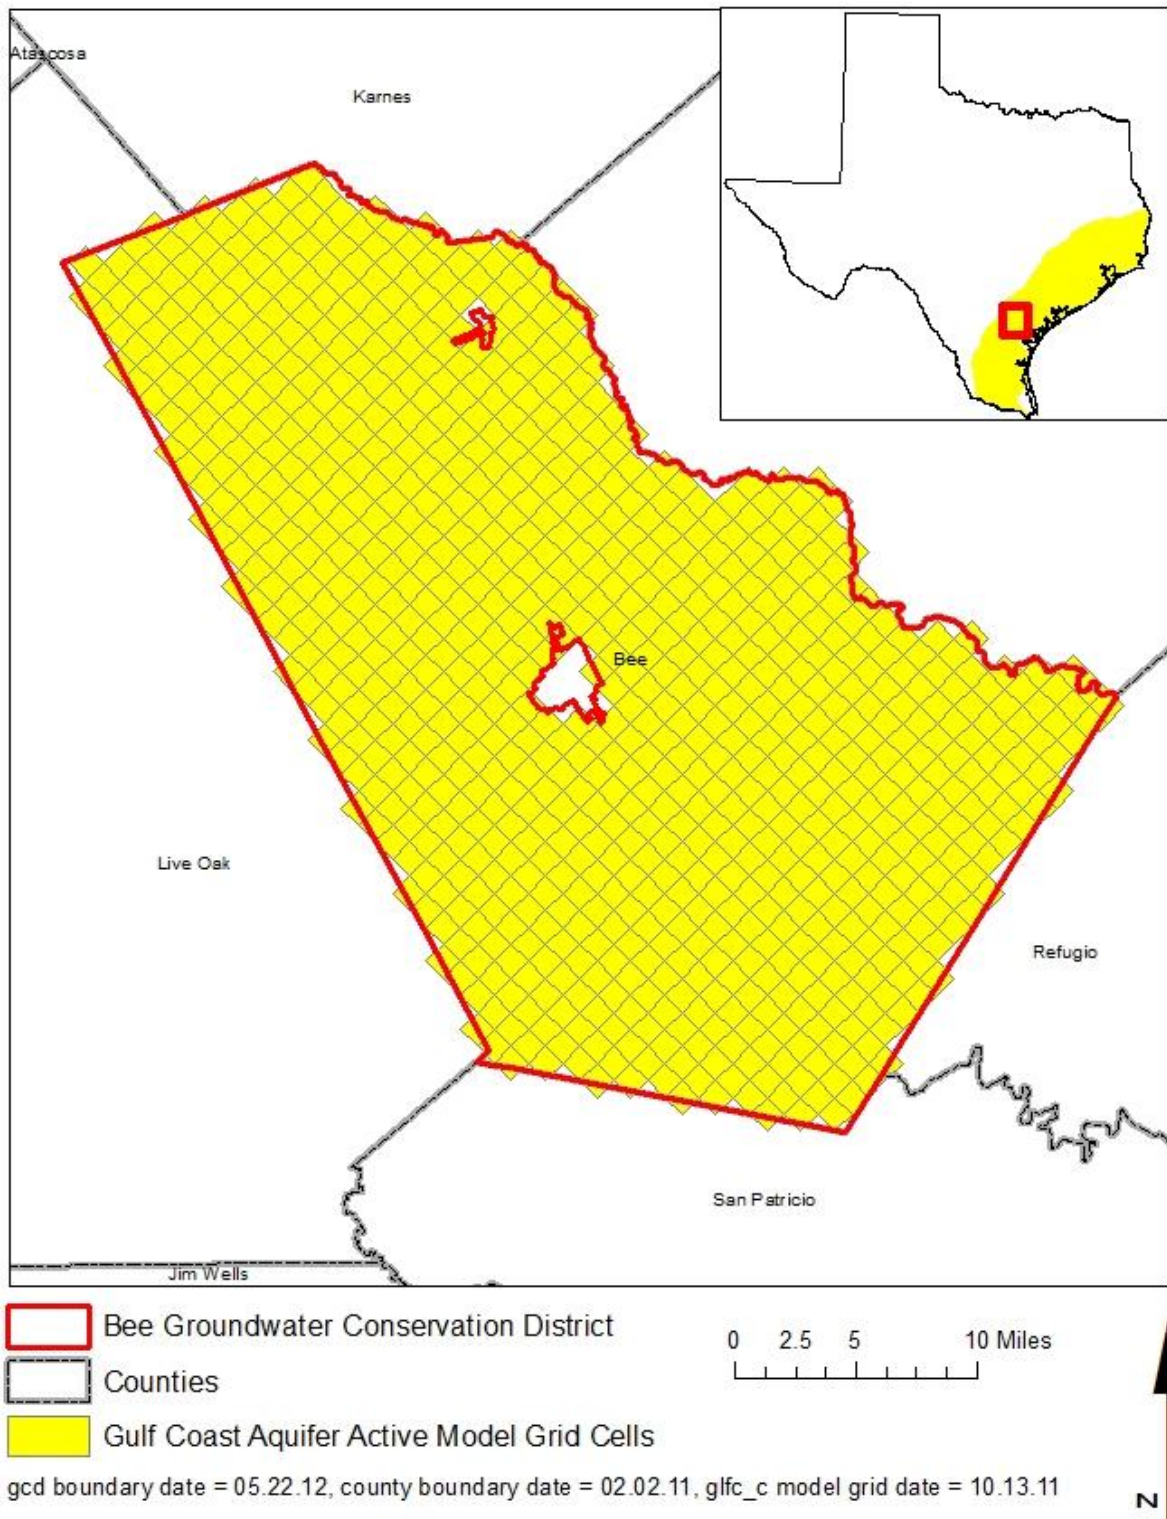 Atascosa
Karnes
Bee
Live Oak
Refugio
San Patricio
Jim Wells
Bee Groundwater Conservation District
0 2.5 5 10 Miles
Counties
Gulf Coast Aquifer Active Model Grid Cells
gcd boundary date = 05.22.12, county boundary date = 02.02.11, glfc_c model grid date = 10.13.11
N